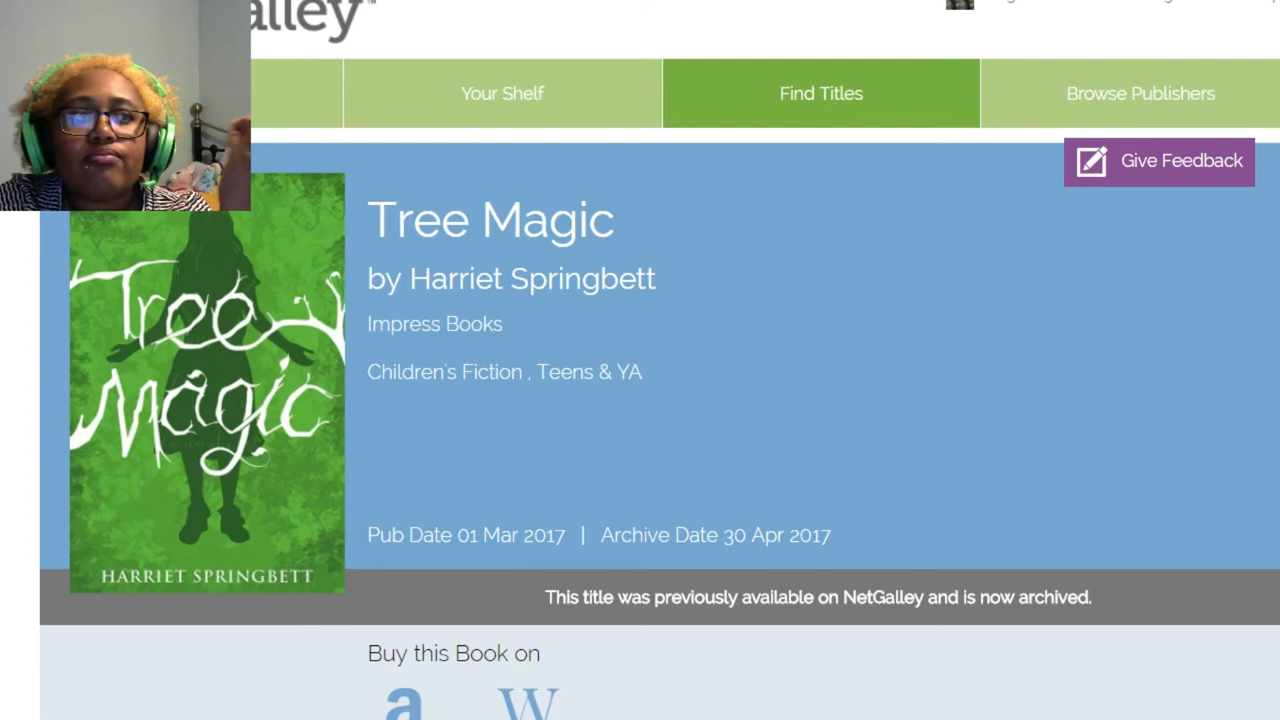 alley
Your Shelf
Find Titles
Browse Publishers
Give Feedback
Tree Magic
by Harriet Springbett
Impress Books
Children's Fiction , Teens & YA
Tree
Magic
HARRIET SPRINGBETT
Pub Date 01 Mar 2017 | Archive Date 30 Apr 2017
This title was previously available on NetGalley and is now archived.
Buy this Book on
a
W